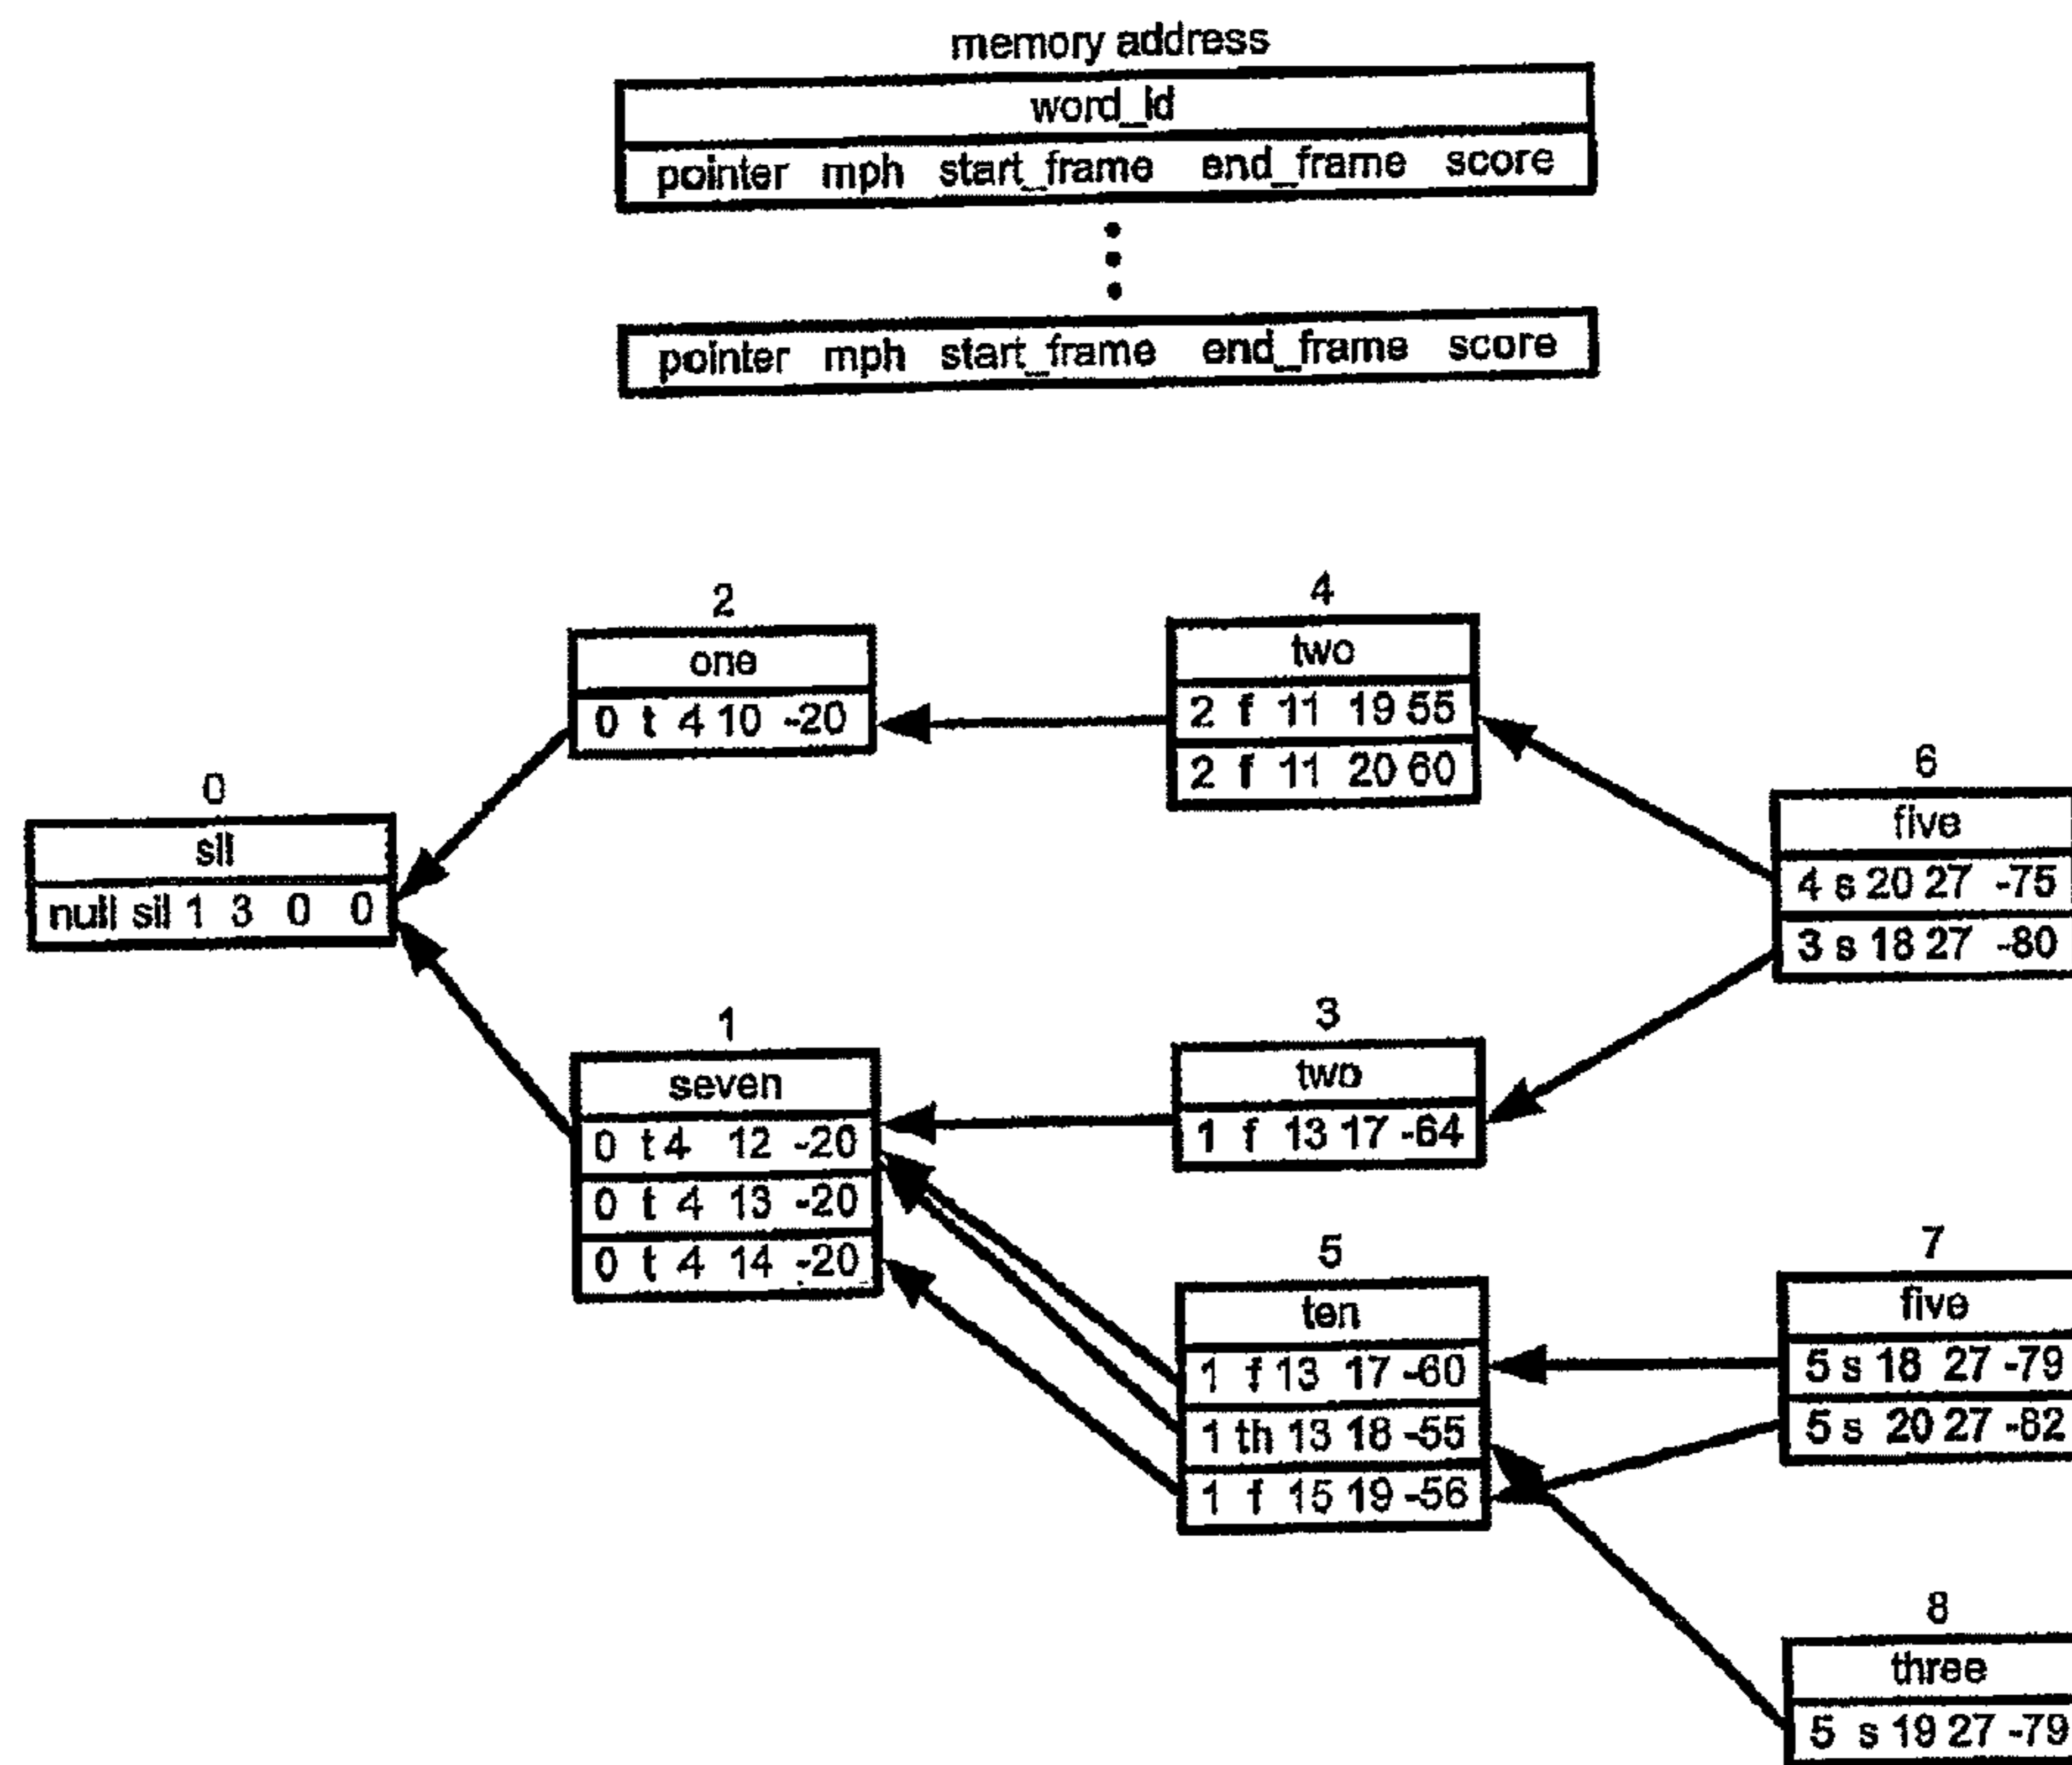 memory address
word_id
pointer mph start_frame end_frame score
pointer mph start_frame end_frame score
2
one
0 t 4 10 -20
4
two
2 f 11 19 55
2 f 11 20 60
0
sil
null sil 1 3 0 0
6
five
4 s 20 27 -75
3 s 18 27 -80
1
seven
0 t 4 12 -20
0 t 4 13 -20
0 t 4 14 -20
3
two
1 f 13 17 -64
5
ten
1 f 13 17 -60
1 th 13 18 -55
1 f 15 19 -56
7
five
5 s 18 27 -79
5 s 20 27 -82
8
three
5 s 19 27 -79